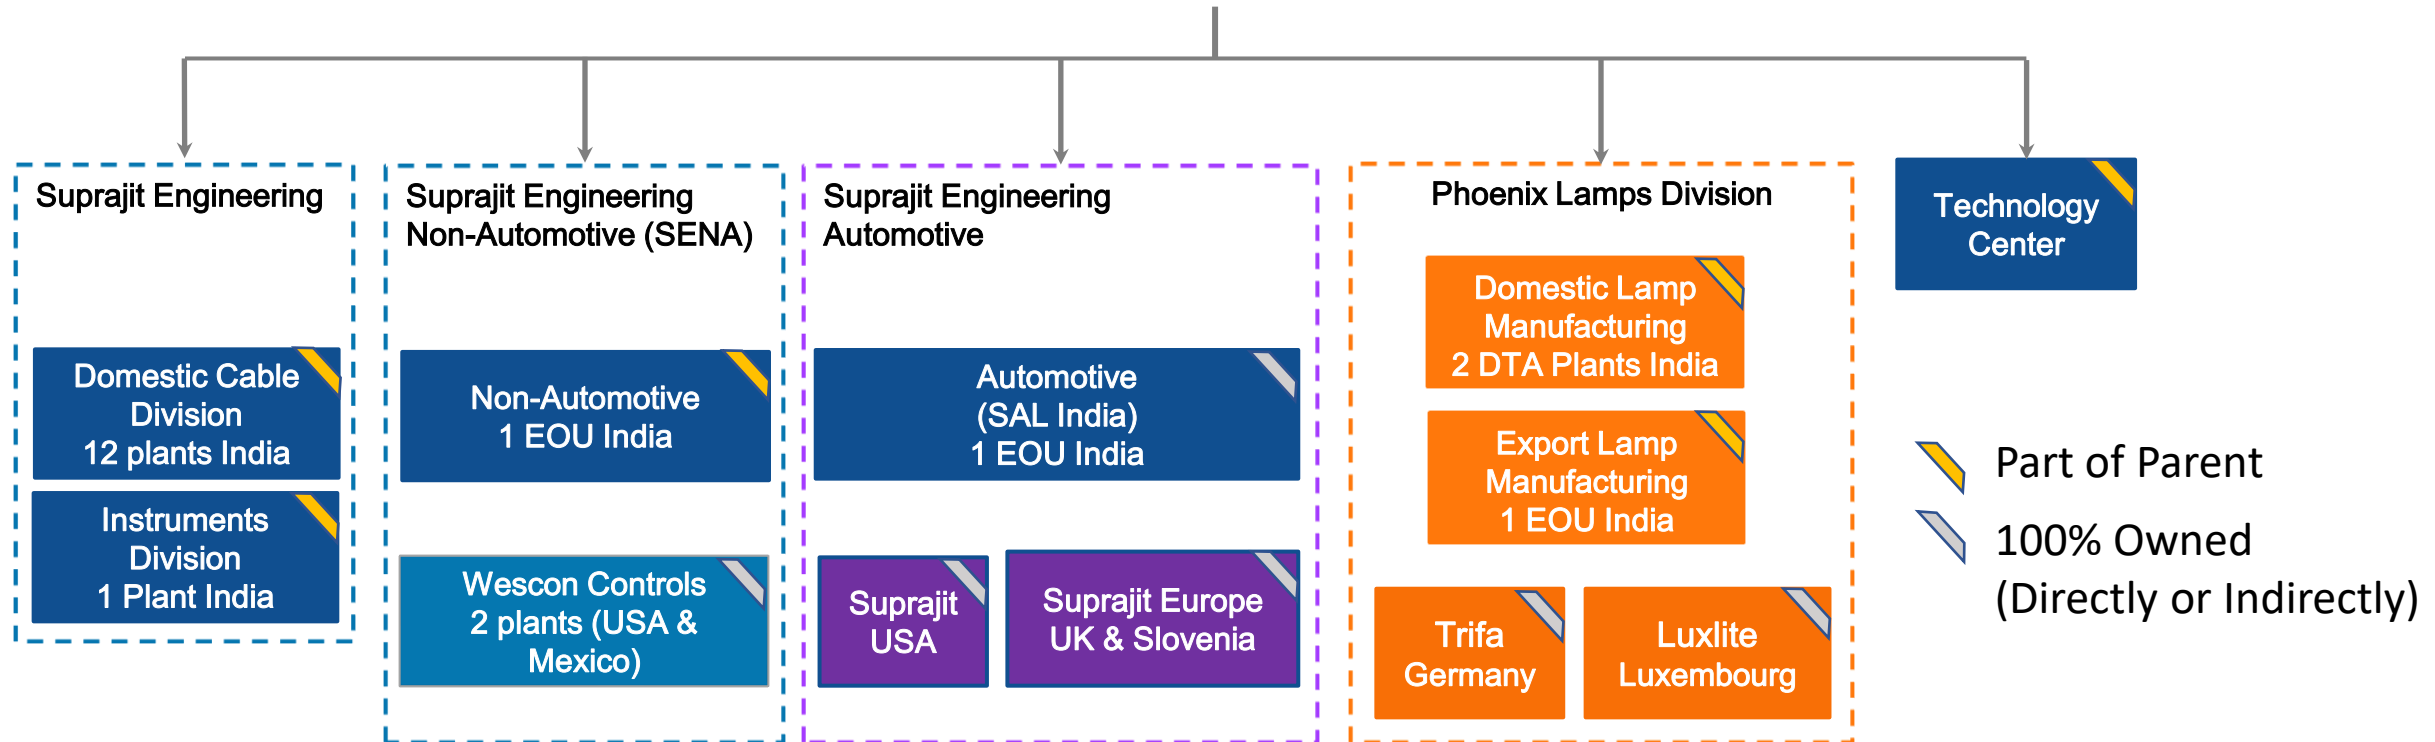 Suprajit Engineering
Domestic Cable
Division
12 plants India
Instruments
Division
1 Plant India
Suprajit Engineering
Non-Automotive (SENA)
Non-Automotive
1 EOU India
Wescon Controls
2 plants (USA &
Mexico)
Suprajit Engineering
Automotive
Automotive
(SAL India)
1 EOU India
Suprajit
USA
Suprajit Europe
UK & Slovenia
Phoenix Lamps Division
Domestic Lamp
Manufacturing
2 DTA Plants India
Export Lamp
Manufacturing
1 EOU India
Trifa
Germany
Luxlite
Luxembourg
Technology
Center
Part of Parent
100% Owned
(Directly or Indirectly)